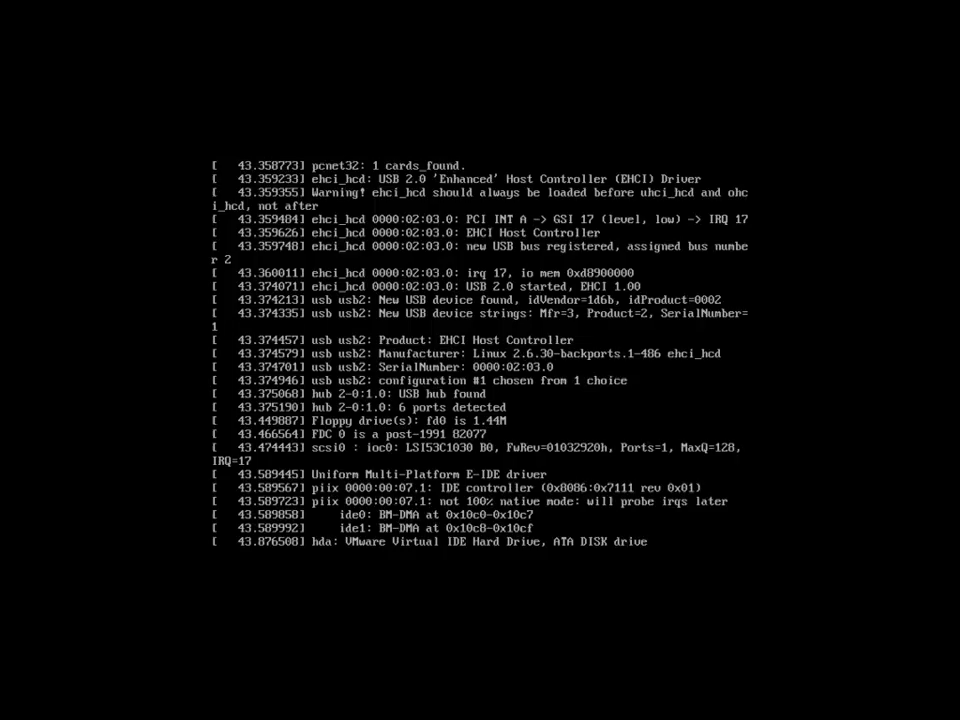 [   43.358773] pcnet32: 1 cards_found.
[   43.359233] ehci_hcd: USB 2.0 'Enhanced' Host Controller (EHCI) Driver
[   43.359355] Warning! ehci_hcd should always be loaded before uhci_hcd and ohc
i_hcd, not after
[   43.359484] ehci_hcd 0000:02:03.0: PCI INT A -> GSI 17 (level, low) -> IRQ 17
[   43.359626] ehci_hcd 0000:02:03.0: EHCI Host Controller
[   43.359748] ehci_hcd 0000:02:03.0: new USB bus registered, assigned bus numbe
r 2
[   43.360011] ehci_hcd 0000:02:03.0: irq 17, io mem 0xd8900000
[   43.374071] ehci_hcd 0000:02:03.0: USB 2.0 started, EHCI 1.00
[   43.374213] usb usb2: New USB device found, idVendor=1d6b, idProduct=0002
[   43.374335] usb usb2: New USB device strings: Mfr=3, Product=2, SerialNumber=
1
[   43.374457] usb usb2: Product: EHCI Host Controller
[   43.374579] usb usb2: Manufacturer: Linux 2.6.30-backports.1-486 ehci_hcd
[   43.374701] usb usb2: SerialNumber: 0000:02:03.0
[   43.374946] usb usb2: configuration #1 chosen from 1 choice
[   43.375068] hub 2-0:1.0: USB hub found
[   43.375190] hub 2-0:1.0: 6 ports detected
[   43.449887] Floppy drive(s): fd0 is 1.44M
[   43.466564] FDC 0 is a post-1991 82077
[   43.474443] scsi0 : ioc0: LSI53C1030 B0, FwRev=01032920h, Ports=1, MaxQ=128,
IRQ=17
[   43.589445] Uniform Multi-Platform E-IDE driver
[   43.589567] piix 0000:00:07.1: IDE controller (0x8086:0x7111 rev 0x01)
[   43.589723] piix 0000:00:07.1: not 100% native mode: will probe irqs later
[   43.589858]     ide0: BM-DMA at 0x10c0-0x10c7
[   43.589992]     ide1: BM-DMA at 0x10c8-0x10cf
[   43.876508] hda: VMware Virtual IDE Hard Drive, ATA DISK drive